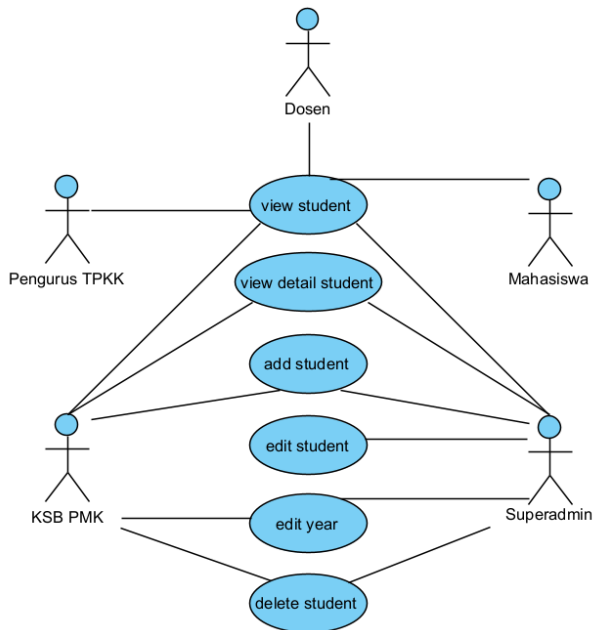 Dosen
view student
Pengurus TPKK
Mahasiswa
view detail student
add student
edit student
KSB PMK
Superadmin
edit year
delete student